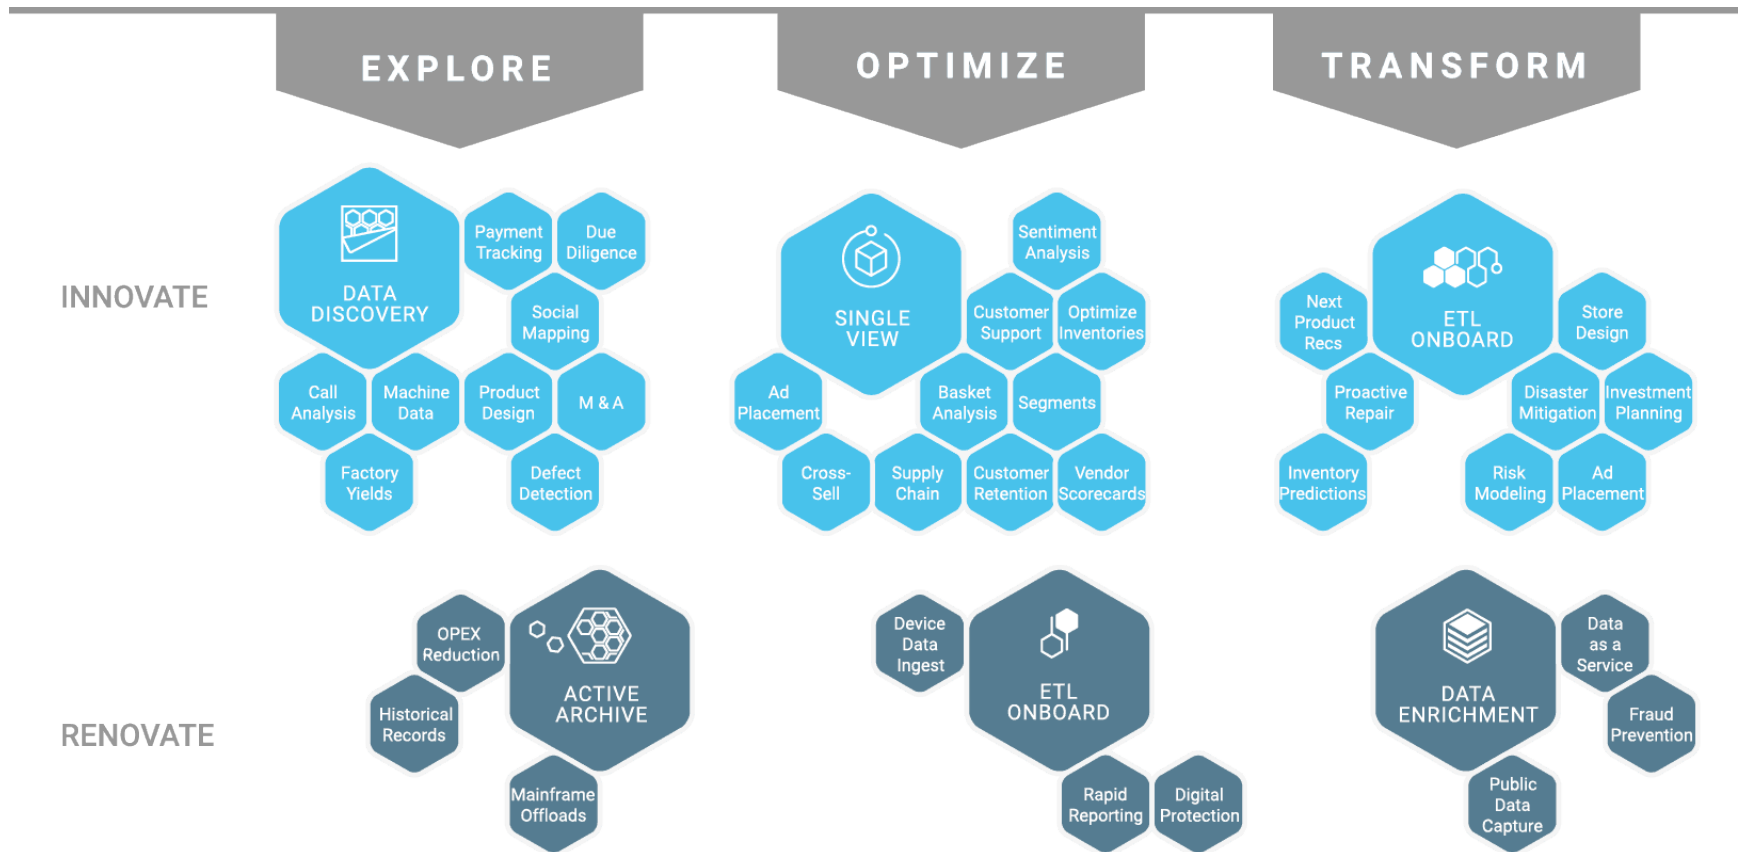 EXPLORE
OPTIMIZE
TRANSFORM
INNOVATE
DATA
DISCOVERY
Payment
Tracking
Due
Diligence
Social
Mapping
Call
Analysis
Machine
Data
Product
Design
M & A
Factory
Yields
Defect
Detection
SINGLE
VIEW
Sentiment
Analysis
Customer
Support
Optimize
Inventories
Ad
Placement
Basket
Analysis
Segments
Cross-
Sell
Supply
Chain
Customer
Retention
Vendor
Scorecards
ETL
ONBOARD
Next
Product
Recs
Store
Design
Proactive
Repair
Disaster
Mitigation
Investment
Planning
Inventory
Predictions
Risk
Modeling
Ad
Placement
RENOVATE
OPEX
Reduction
ACTIVE
ARCHIVE
Historical
Records
Mainframe
Offloads
Device
Data
Ingest
ETL
ONBOARD
Rapid
Reporting
Digital
Protection
DATA
ENRICHMENT
Data
as a
Service
Fraud
Prevention
Public
Data
Capture